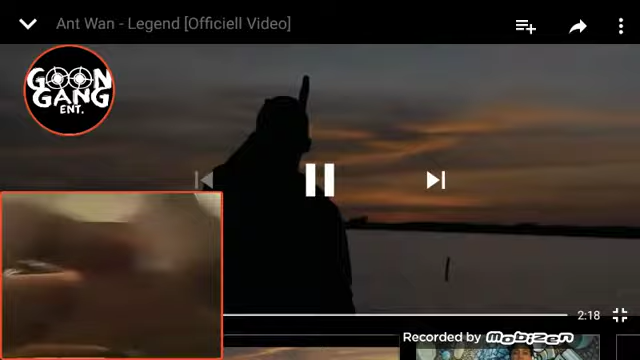 Ant Wan - Legend [Officiell Video]
GOON
GANG
ENT.
2:18
Recorded by Mobizen